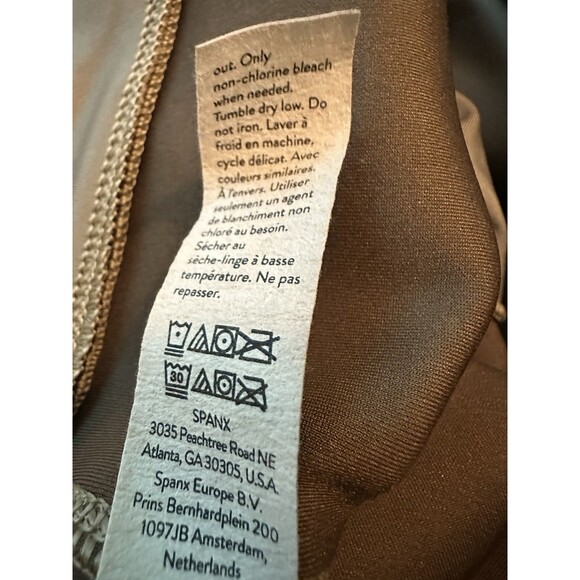 out. Only
non-chlorine bleach
when needed.
Tumble dry low. Do
not iron. Laver à
froid en machine,
cycle délicat. Avec
couleurs similaires.
À l'envers. Utiliser
seulement un agent
de blanchiment non
chloré au besoin.
Sécher au
sèche-linge à basse
température. Ne pas
repasser.
30
SPANX
3035 Peachtree Road NE
Atlanta, GA 30305, U.S.A.
Spanx Europe B.V.
Prins Bernhardplein 200
1097JB Amsterdam,
Netherlands